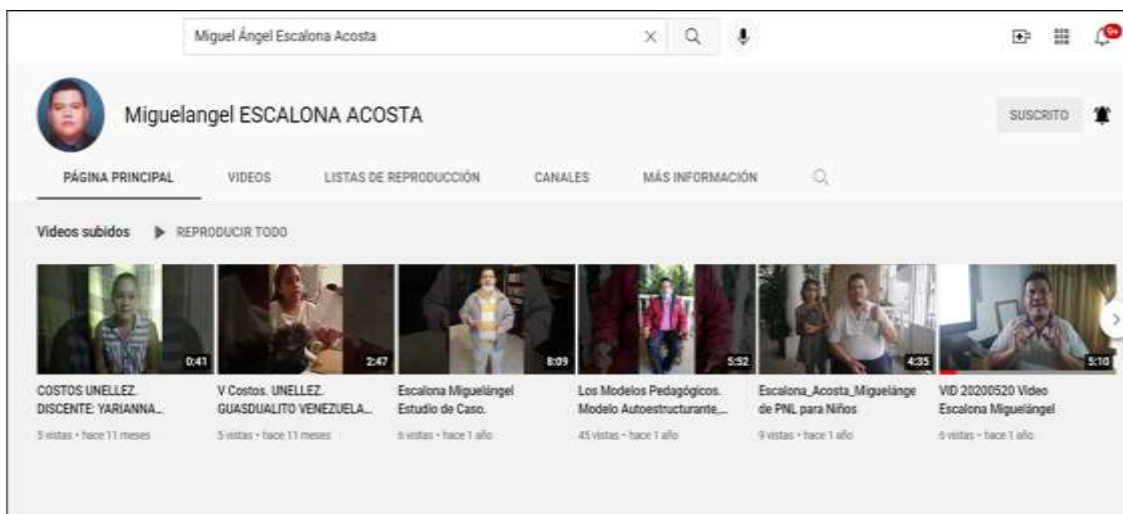 Miguel Ángel Escalona Acosta
9+
Miguelangel ESCALONA ACOSTA
SUSCRITO
PÁGINA PRINCIPAL VIDEOS LISTAS DE REPRODUCCIÓN CANALES MÁS INFORMACIÓN
Videos subidos REPRODUCIR TODO
0:41 2:47 8:09 5:52 4:35 5:10
COSTOS UNELLEZ. V Costos. UNELLEZ. Escalona Miguelángel Los Modelos Pedagógicos. Escalona_Acosta_Miguelánge VID 20200520 Video
DISCENTE: YARIANNA... GUASDUALITO VENEZUELA... Estudio de Caso. Modelo Autoestructurante,... de PNL para Niños Escalona Miguelángel
5 vistas • hace 11 meses 5 vistas • hace 11 meses 6 vistas • hace 1 año 45 vistas • hace 1 año 9 vistas • hace 1 año 6 vistas • hace 1 año